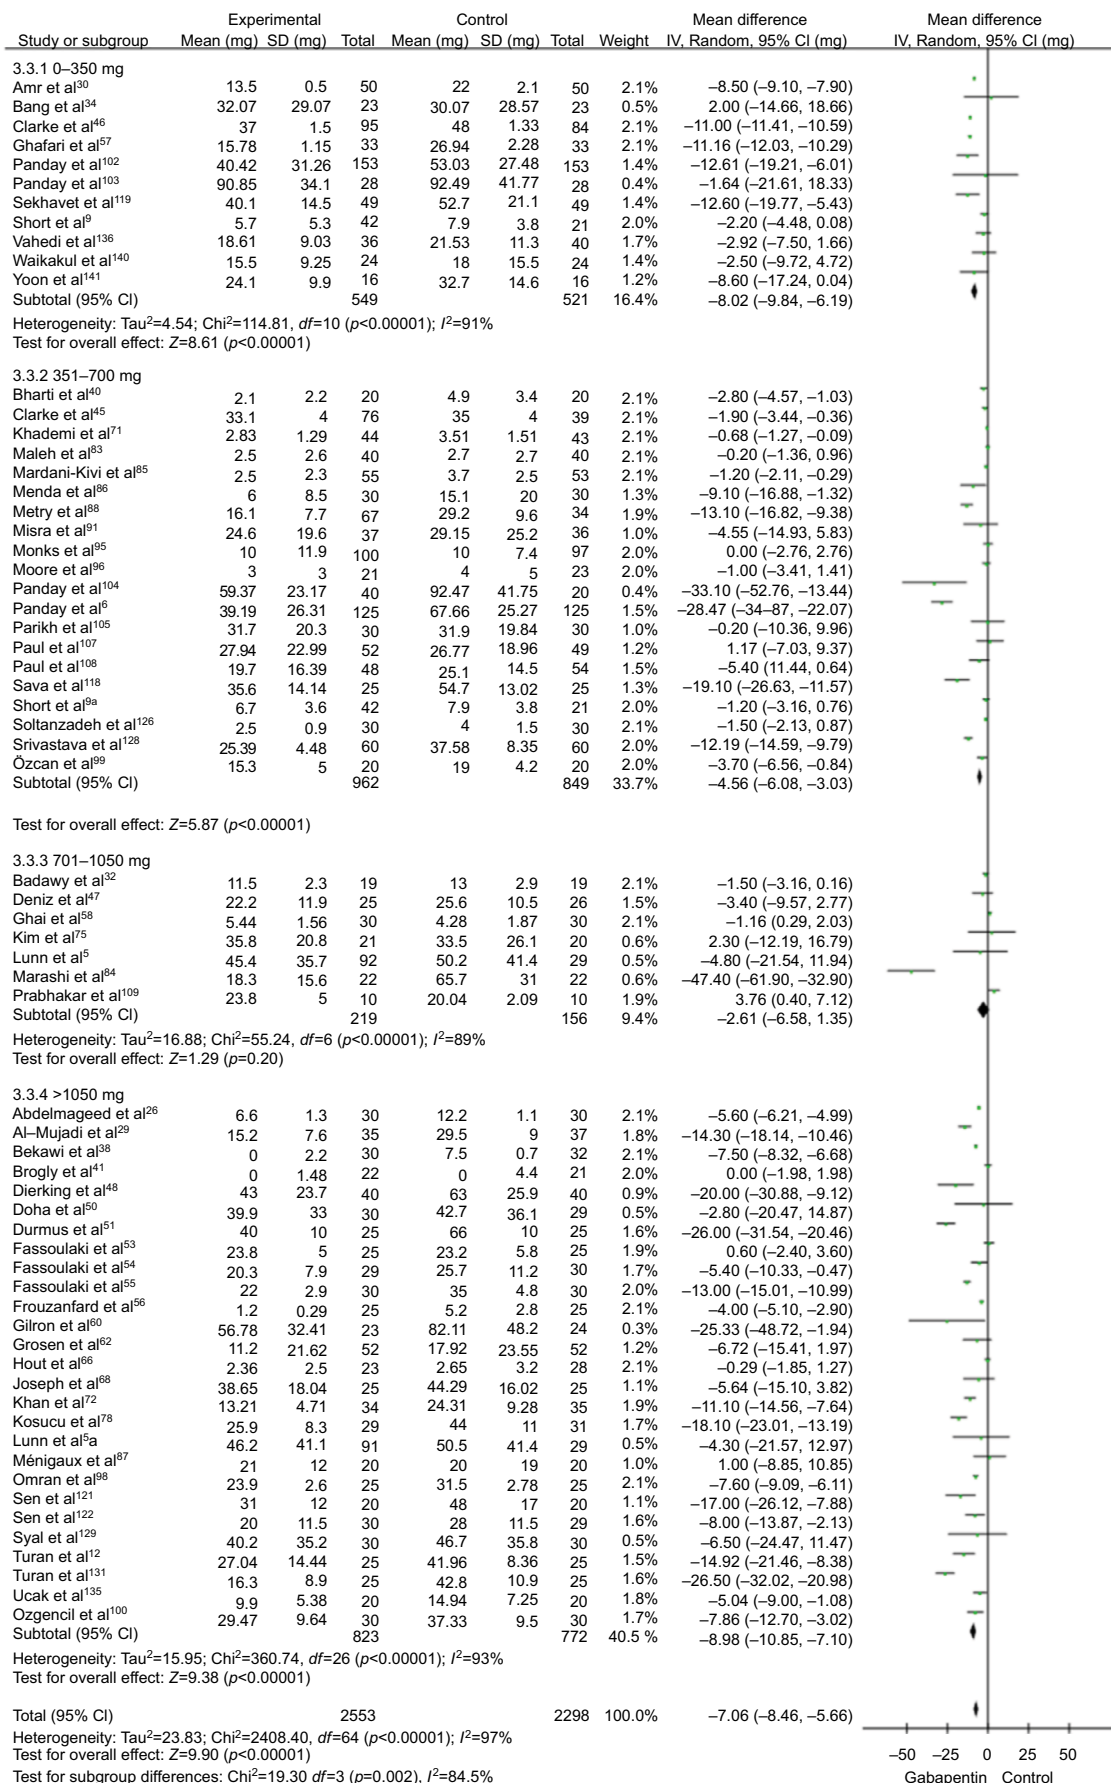 Experimental Control Mean difference Mean difference
Study or subgroup Mean (mg) SD (mg) Total Mean (mg) SD (mg) Total Weight IV, Random, 95% CI (mg) IV, Random, 95% CI (mg)
3.3.1 0–350 mg
Amr et al30 13.5 0.5 50 22 2.1 50 2.1% –8.50 (–9.10, –7.90)
Bang et al34 32.07 29.07 23 30.07 28.57 23 0.5% 2.00 (–14.66, 18.66)
Clarke et al46 37 1.5 95 48 1.33 84 2.1% –11.00 (–11.41, –10.59)
Ghafari et al57 15.78 1.15 33 26.94 2.28 33 2.1% –11.16 (–12.03, –10.29)
Panday et al102 40.42 31.26 153 53.03 27.48 153 1.4% –12.61 (–19.21, –6.01)
Panday et al103 90.85 34.1 28 92.49 41.77 28 0.4% –1.64 (–21.61, 18.33)
Sekhavet et al119 40.1 14.5 49 52.7 21.1 49 1.4% –12.60 (–19.77, –5.43)
Short et al9 5.7 5.3 42 7.9 3.8 21 2.0% –2.20 (–4.48, 0.08)
Vahedi et al136 18.61 9.03 36 21.53 11.3 40 1.7% –2.92 (–7.50, 1.66)
Waikakul et al140 15.5 9.25 24 18 15.5 24 1.4% –2.50 (–9.72, 4.72)
Yoon et al141 24.1 9.9 16 32.7 14.6 16 1.2% –8.60 (–17.24, 0.04)
Subtotal (95% CI) 549 521 16.4% –8.02 (–9.84, –6.19)
Heterogeneity: Tau2=4.54; Chi2=114.81, df=10 (p<0.00001); I2=91%
Test for overall effect: Z=8.61 (p<0.00001)
3.3.2 351–700 mg
Bharti et al40 2.1 2.2 20 4.9 3.4 20 2.1% –2.80 (–4.57, –1.03)
Clarke et al45 33.1 4 76 35 4 39 2.1% –1.90 (–3.44, –0.36)
Khademi et al71 2.83 1.29 44 3.51 1.51 43 2.1% –0.68 (–1.27, –0.09)
Maleh et al83 2.5 2.6 40 2.7 2.7 40 2.1% –0.20 (–1.36, 0.96)
Mardani-Kivi et al85 2.5 2.3 55 3.7 2.5 53 2.1% –1.20 (–2.11, –0.29)
Menda et al86 6 8.5 30 15.1 20 30 1.3% –9.10 (–16.88, –1.32)
Metry et al88 16.1 7.7 67 29.2 9.6 34 1.9% –13.10 (–16.82, –9.38)
Misra et al91 24.6 19.6 37 29.15 25.2 36 1.0% –4.55 (–14.93, 5.83)
Monks et al95 10 11.9 100 10 7.4 97 2.0% 0.00 (–2.76, 2.76)
Moore et al96 3 3 21 4 5 23 2.0% –1.00 (–3.41, 1.41)
Panday et al104 59.37 23.17 40 92.47 41.75 20 0.4% –33.10 (–52.76, –13.44)
Panday et al6 39.19 26.31 125 67.66 25.27 125 1.5% –28.47 (–34–87, –22.07)
Parikh et al105 31.7 20.3 30 31.9 19.84 30 1.0% –0.20 (–10.36, 9.96)
Paul et al107 27.94 22.99 52 26.77 18.96 49 1.2% 1.17 (–7.03, 9.37)
Paul et al108 19.7 16.39 48 25.1 14.5 54 1.5% –5.40 (11.44, 0.64)
Sava et al118 35.6 14.14 25 54.7 13.02 25 1.3% –19.10 (–26.63, –11.57)
Short et al9a 6.7 3.6 42 7.9 3.8 21 2.0% –1.20 (–3.16, 0.76)
Soltanzadeh et al126 2.5 0.9 30 4 1.5 30 2.1% –1.50 (–2.13, 0.87)
Srivastava et al128 25.39 4.48 60 37.58 8.35 60 2.0% –12.19 (–14.59, –9.79)
Özcan et al99 15.3 5 20 19 4.2 20 2.0% –3.70 (–6.56, –0.84)
Subtotal (95% CI) 962 849 33.7% –4.56 (–6.08, –3.03)
Test for overall effect: Z=5.87 (p<0.00001)
3.3.3 701–1050 mg
Badawy et al32 11.5 2.3 19 13 2.9 19 2.1% –1.50 (–3.16, 0.16)
Deniz et al47 22.2 11.9 25 25.6 10.5 26 1.5% –3.40 (–9.57, 2.77)
Ghai et al58 5.44 1.56 30 4.28 1.87 30 2.1% –1.16 (0.29, 2.03)
Kim et al75 35.8 20.8 21 33.5 26.1 20 0.6% 2.30 (–12.19, 16.79)
Lunn et al5 45.4 35.7 92 50.2 41.4 29 0.5% –4.80 (–21.54, 11.94)
Marashi et al84 18.3 15.6 22 65.7 31 22 0.6% –47.40 (–61.90, –32.90)
Prabhakar et al109 23.8 5 10 20.04 2.09 10 1.9% 3.76 (0.40, 7.12)
Subtotal (95% CI) 219 156 9.4% –2.61 (–6.58, 1.35)
Heterogeneity: Tau2=16.88; Chi2=55.24, df=6 (p<0.00001); I2=89%
Test for overall effect: Z=1.29 (p=0.20)
3.3.4 >1050 mg
Abdelmageed et al26 6.6 1.3 30 12.2 1.1 30 2.1% –5.60 (–6.21, –4.99)
Al–Mujadi et al29 15.2 7.6 35 29.5 9 37 1.8% –14.30 (–18.14, –10.46)
Bekawi et al38 0 2.2 30 7.5 0.7 32 2.1% –7.50 (–8.32, –6.68)
Brogly et al41 0 1.48 22 0 4.4 21 2.0% 0.00 (–1.98, 1.98)
Dierking et al48 43 23.7 40 63 25.9 40 0.9% –20.00 (–30.88, –9.12)
Doha et al50 39.9 33 30 42.7 36.1 29 0.5% –2.80 (–20.47, 14.87)
Durmus et al51 40 10 25 66 10 25 1.6% –26.00 (–31.54, –20.46)
Fassoulaki et al53 23.8 5 25 23.2 5.8 25 1.9% 0.60 (–2.40, 3.60)
Fassoulaki et al54 20.3 7.9 29 25.7 11.2 30 1.7% –5.40 (–10.33, –0.47)
Fassoulaki et al55 22 2.9 30 35 4.8 30 2.0% –13.00 (–15.01, –10.99)
Frouzanfard et al56 1.2 0.29 25 5.2 2.8 25 2.1% –4.00 (–5.10, –2.90)
Gilron et al60 56.78 32.41 23 82.11 48.2 24 0.3% –25.33 (–48.72, –1.94)
Grosen et al62 11.2 21.62 52 17.92 23.55 52 1.2% –6.72 (–15.41, 1.97)
Hout et al66 2.36 2.5 23 2.65 3.2 28 2.1% –0.29 (–1.85, 1.27)
Joseph et al68 38.65 18.04 25 44.29 16.02 25 1.1% –5.64 (–15.10, 3.82)
Khan et al72 13.21 4.71 34 24.31 9.28 35 1.9% –11.10 (–14.56, –7.64)
Kosucu et al78 25.9 8.3 29 44 11 31 1.7% –18.10 (–23.01, –13.19)
Lunn et al5a 46.2 41.1 91 50.5 41.4 29 0.5% –4.30 (–21.57, 12.97)
Ménigaux et al87 21 12 20 20 19 20 1.0% 1.00 (–8.85, 10.85)
Omran et al98 23.9 2.6 25 31.5 2.78 25 2.1% –7.60 (–9.09, –6.11)
Sen et al121 31 12 20 48 17 20 1.1% –17.00 (–26.12, –7.88)
Sen et al122 20 11.5 30 28 11.5 29 1.6% –8.00 (–13.87, –2.13)
Syal et al129 40.2 35.2 30 46.7 35.8 30 0.5% –6.50 (–24.47, 11.47)
Turan et al12 27.04 14.44 25 41.96 8.36 25 1.5% –14.92 (–21.46, –8.38)
Turan et al131 16.3 8.9 25 42.8 10.9 25 1.6% –26.50 (–32.02, –20.98)
Ucak et al135 9.9 5.38 20 14.94 7.25 20 1.8% –5.04 (–9.00, –1.08)
Ozgencil et al100 29.47 9.64 30 37.33 9.5 30 1.7% –7.86 (–12.70, –3.02)
Subtotal (95% CI) 823 772 40.5 % –8.98 (–10.85, –7.10)
Heterogeneity: Tau2=15.95; Chi2=360.74, df=26 (p<0.00001); I2=93%
Test for overall effect: Z=9.38 (p<0.00001)
Total (95% CI) 2553 2298 100.0% –7.06 (–8.46, –5.66)
Heterogeneity: Tau2=23.83; Chi2=2408.40, df=64 (p<0.00001); I2=97%
Test for overall effect: Z=9.90 (p<0.00001)
Test for subgroup differences: Chi2=19.30 df=3 (p=0.002), I2=84.5%
–50 –25 0 25 50
Gabapentin Control